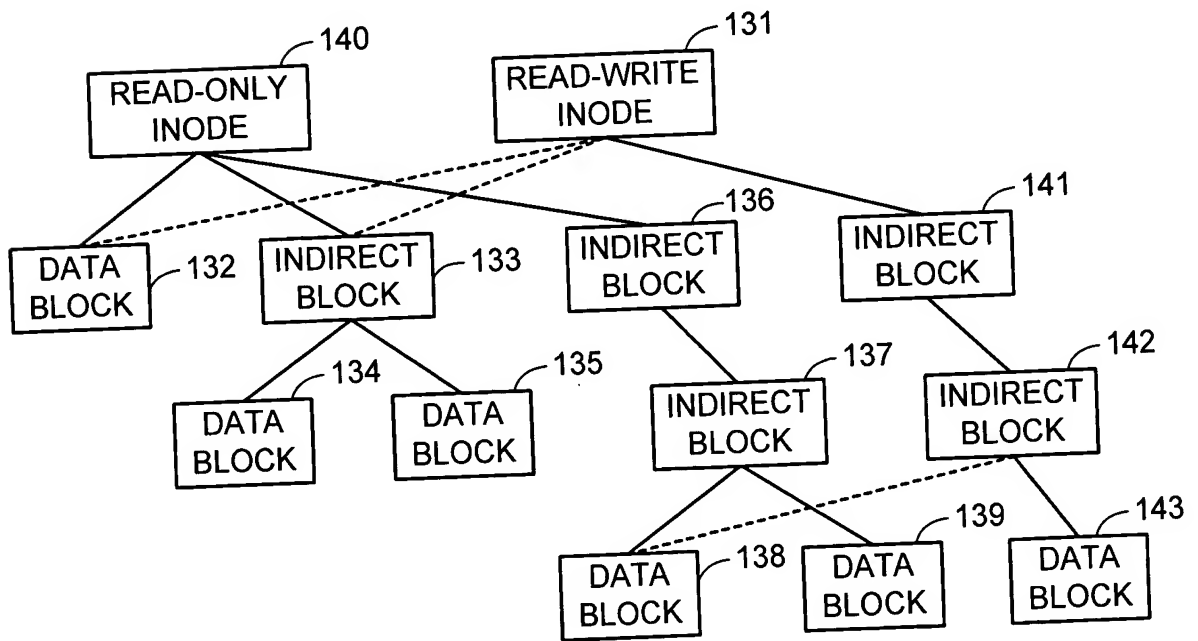 140
READ-ONLY
INODE
131
READ-WRITE
INODE
DATA
BLOCK
132
INDIRECT
BLOCK
133
136
INDIRECT
BLOCK
141
INDIRECT
BLOCK
134
DATA
BLOCK
135
DATA
BLOCK
137
INDIRECT
BLOCK
142
INDIRECT
BLOCK
DATA
BLOCK
138
139
DATA
BLOCK
143
DATA
BLOCK